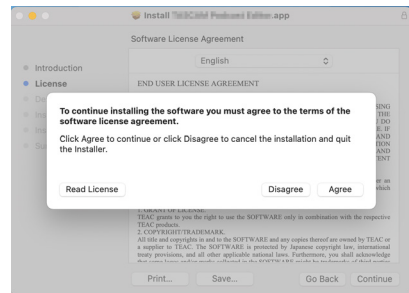 Install TASCAM Podcast Editor.app
Software License Agreement
English
Introduction
License
END USER LICENSE AGREEMENT
To continue installing the software you must agree to the terms of the
software license agreement.
Click Agree to continue or click Disagree to cancel the installation and quit
the Installer.
Read License
Disagree
Agree
1. GRANT OF LICENSE.
TEAC grants to you the right to use the SOFTWARE only in combination with the respective
TEAC products.
2. COPYRIGHT/TRADEMARK.
All title and copyrights in and to the SOFTWARE and any copies thereof are owned by TEAC or
a supplier to TEAC. The SOFTWARE is protected by Japanese copyright law, international
treaty provisions, and all other applicable national laws. Furthermore, you shall acknowledge
Print...
Save...
Go Back
Continue